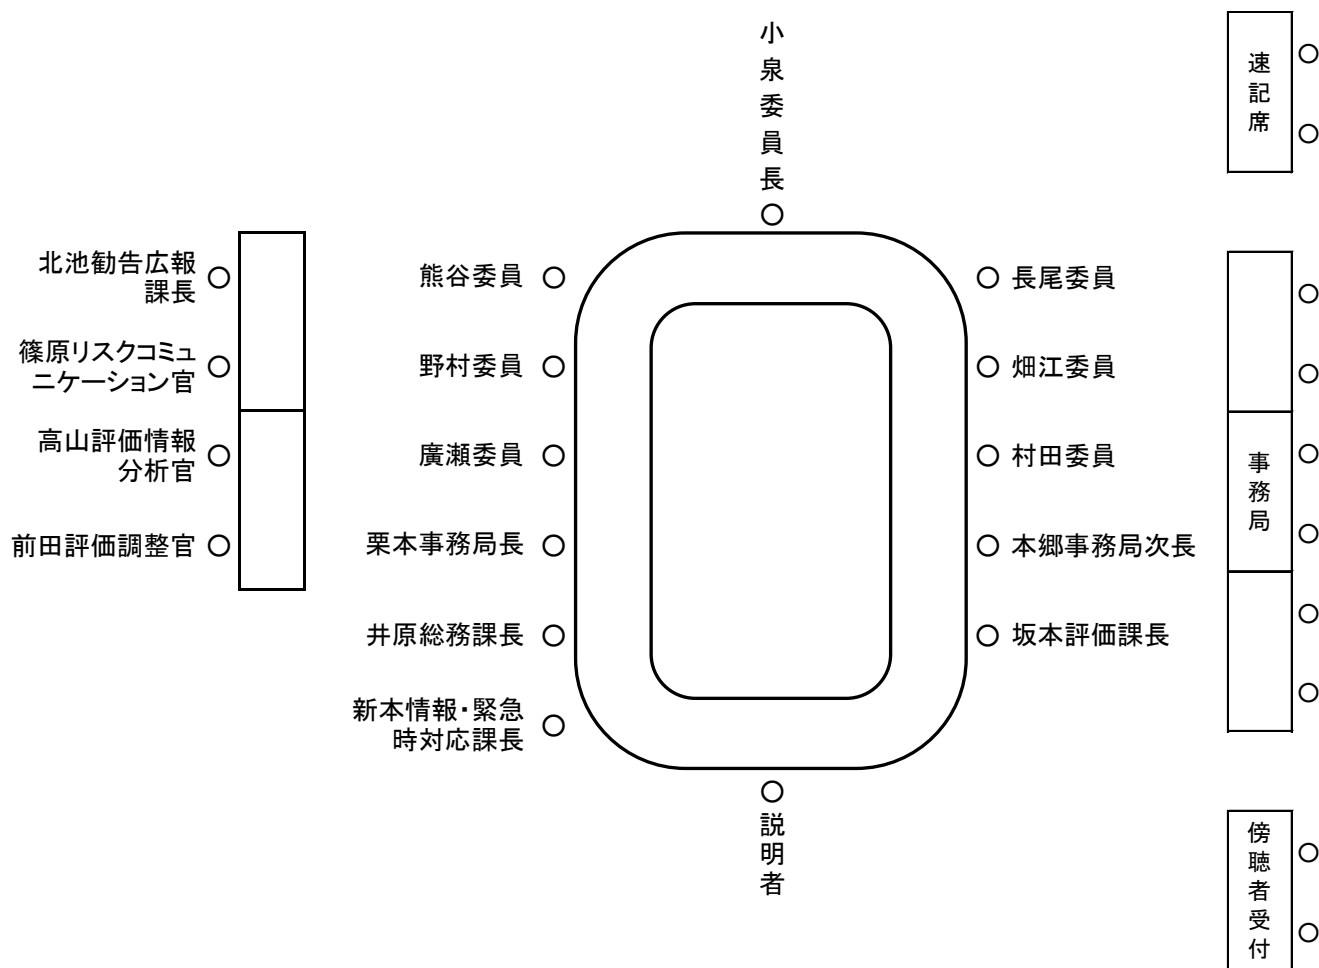 小泉委員長
速記席
北池勧告広報
課長
篠原リスクコミュ
ニケーション官
高山評価情報
分析官
前田評価調整官
熊谷委員
野村委員
廣瀬委員
栗本事務局長
井原総務課長
新本情報・緊急
時対応課長
長尾委員
畑江委員
村田委員
本郷事務局次長
坂本評価課長
説明者
事務局
傍聴者受付